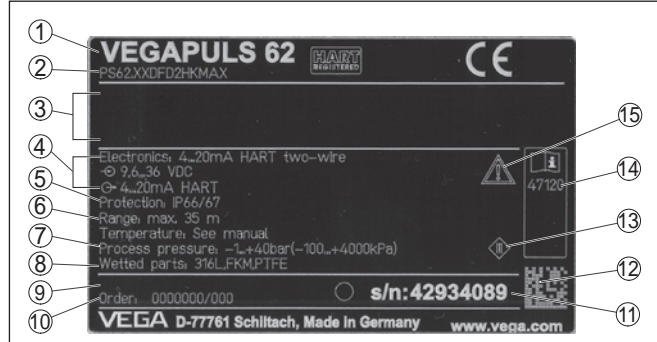 1 VEGAPULS 62 HART REGISTERED CE
2 PS62.XXDFD2HKMAX
3
15
4 Electronics: 4...20mA HART two-wire
9,6...36 VDC
14 47120
4...20mA HART
5 Protection: IP66/67
6 Range: max. 35 m
Temperature: See manual
13
7 Process pressure: -1...+40bar(-100...+4000kPa)
8 Wetted parts: 316L,FKM,PTFE
12
9
10 Order: 0000000/000 s/n: 42934089 11
VEGA D-77761 Schiltach, Made in Germany www.vega.com